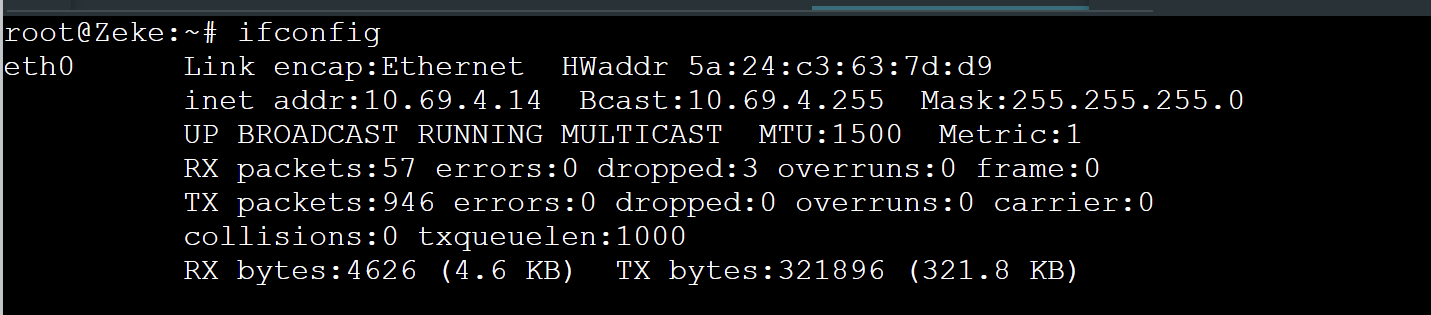 root@Zeke:~# ifconfig
eth0      Link encap:Ethernet  HWaddr 5a:24:c3:63:7d:d9
          inet addr:10.69.4.14  Bcast:10.69.4.255  Mask:255.255.255.0
          UP BROADCAST RUNNING MULTICAST  MTU:1500  Metric:1
          RX packets:57 errors:0 dropped:3 overruns:0 frame:0
          TX packets:946 errors:0 dropped:0 overruns:0 carrier:0
          collisions:0 txqueuelen:1000
          RX bytes:4626 (4.6 KB)  TX bytes:321896 (321.8 KB)